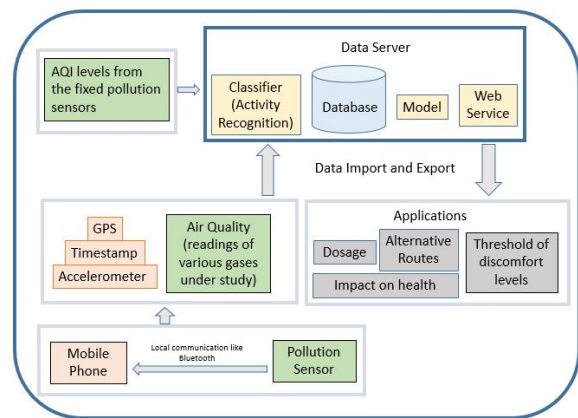 Data Server
AQI levels from
the fixed pollution
sensors
Classifier
(Activity
Recognition)
Database
Model
Web
Service
Data Import and Export
GPS
Timestamp
Accelerometer
Air Quality
(readings of
various gases
under study)
Applications
Dosage
Alternative
Routes
Impact on health
Threshold of
discomfort
levels
Mobile
Phone
Local communication like
Bluetooth
Pollution
Sensor